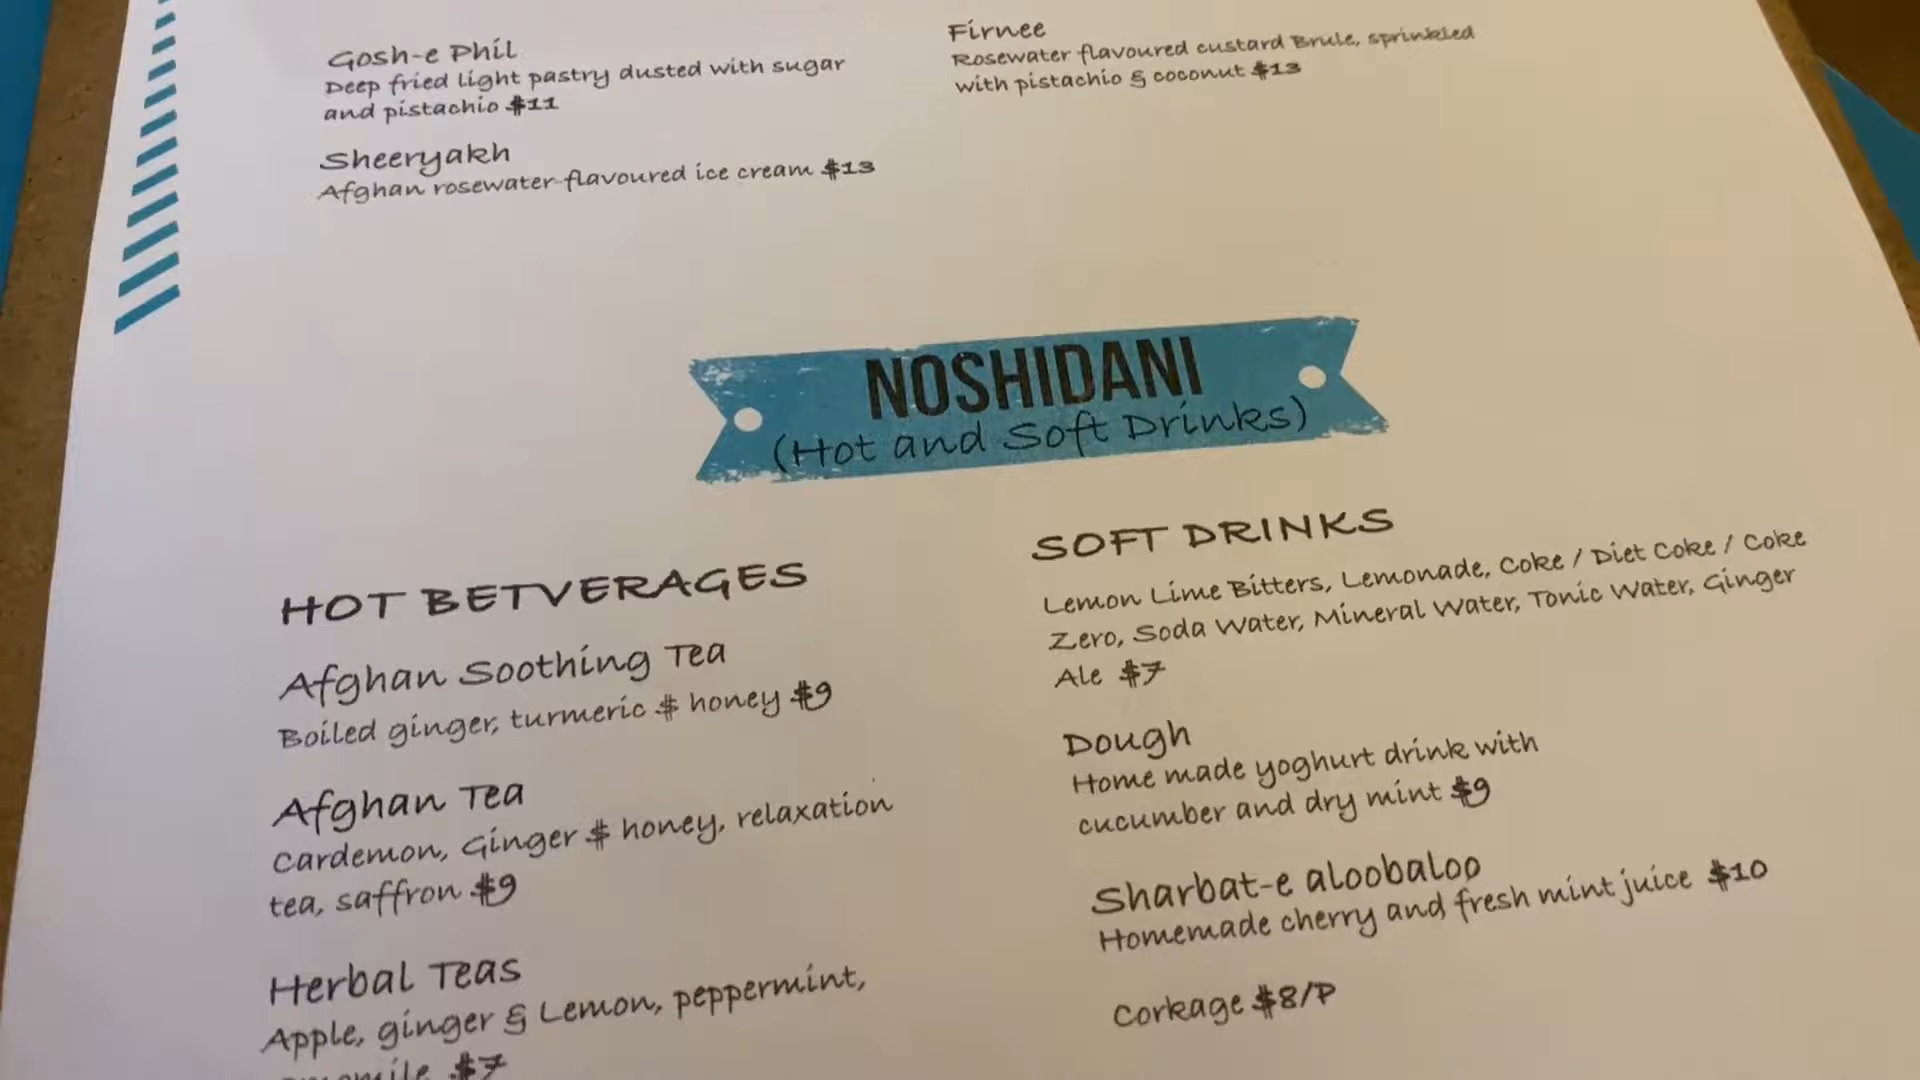 Gosh-e Phil
Deep fried light pastry dusted with sugar
and pistachio $11
Sheeryakh
Afghan rosewater flavoured ice cream $13
Firnee
Rosewater flavoured custard Brule, sprinkled
with pistachio & coconut $13
NOSHIDANI
(Hot and Soft Drinks)
HOT BETVERAGES
Afghan Soothing Tea
Boiled ginger, turmeric $ honey $9
Afghan Tea
Cardemon, Ginger $ honey, relaxation
tea, saffron $9
Herbal Teas
Apple, ginger & Lemon, peppermint,
$7
SOFT DRINKS
Lemon Lime Bitters, Lemonade, Coke / Diet Coke / Coke
Zero, Soda Water, Mineral Water, Tonic Water, Ginger
Ale $7
Dough
Home made yoghurt drink with
cucumber and dry mint $9
Sharbat-e aloobaloo
Homemade cherry and fresh mint juice $10
Corkage $8/P